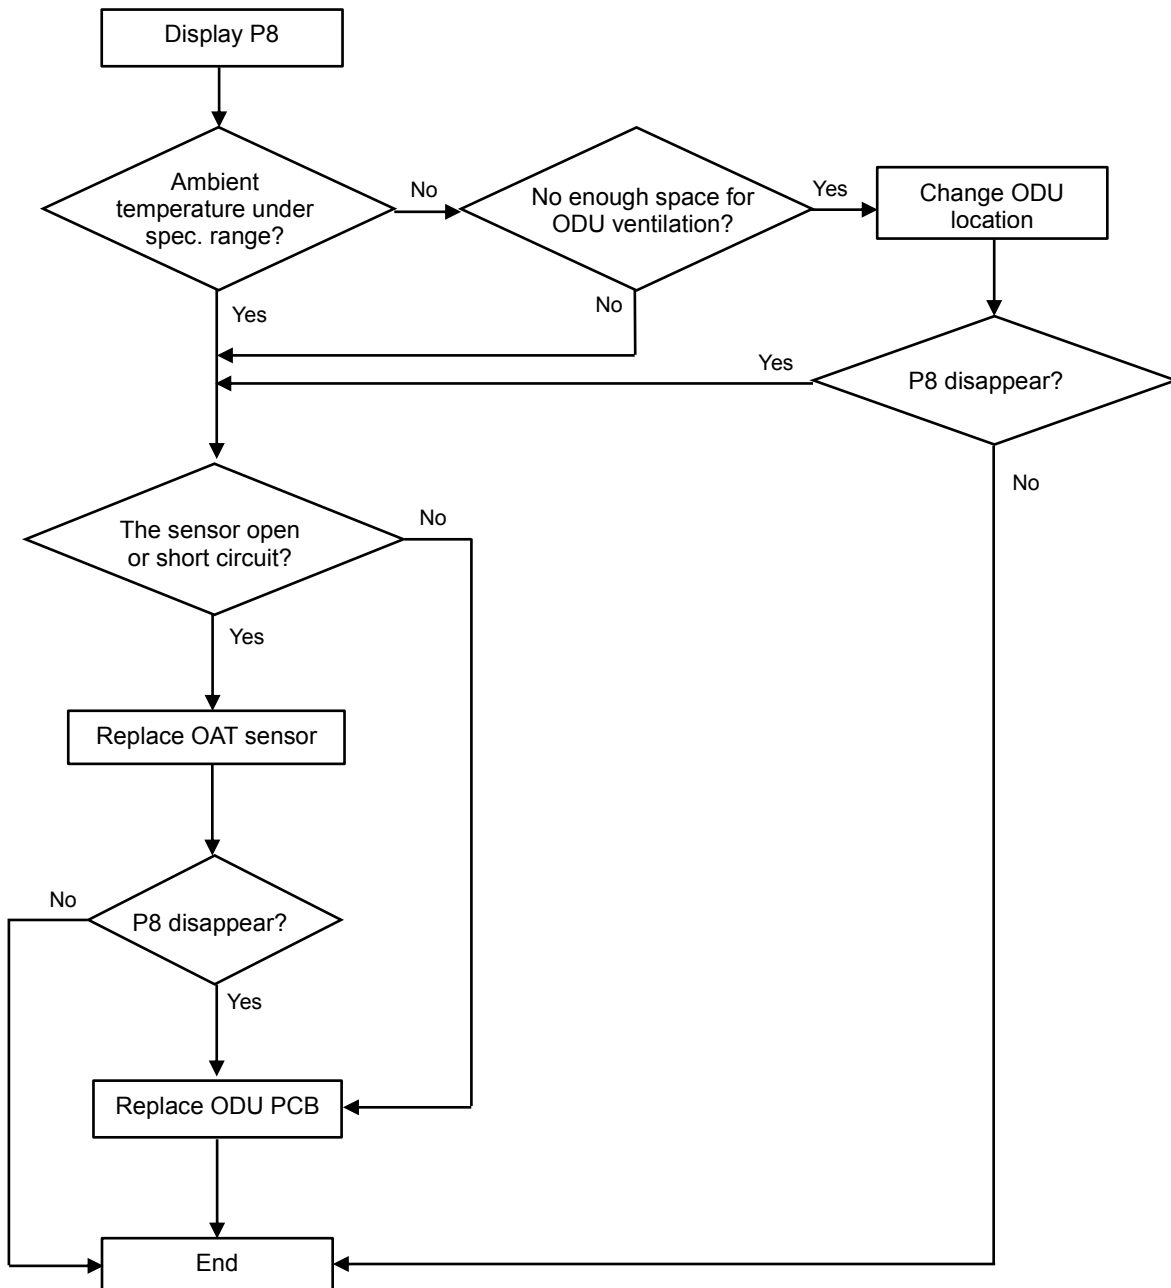 Display P8
Ambient
temperature under
spec. range?
No
No enough space for
ODU ventilation?
Yes
Change ODU
location
Yes
No
Yes
P8 disappear?
No
The sensor open
or short circuit?
No
Yes
Replace OAT sensor
No
P8 disappear?
Yes
Replace ODU PCB
End